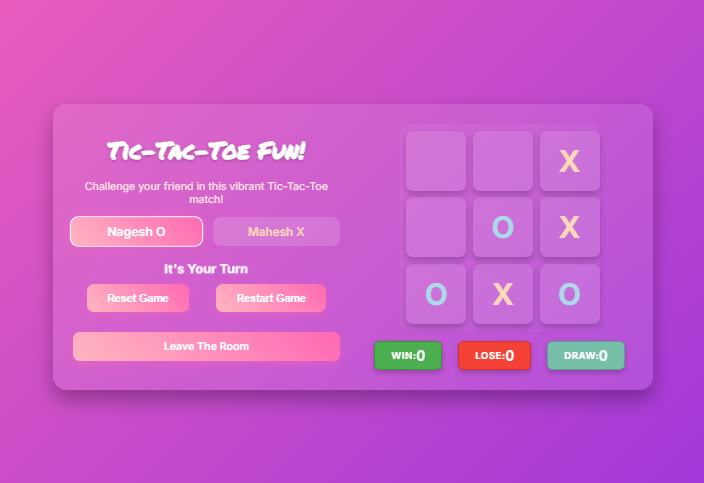 Tic-Tac-Toe Fun!
Challenge your friend in this vibrant Tic-Tac-Toe
match!
Nagesh O
Mahesh X
It's Your Turn
Reset Game
Restart Game
Leave The Room
X
O X
O X O
WIN:0
LOSE:0
DRAW:0